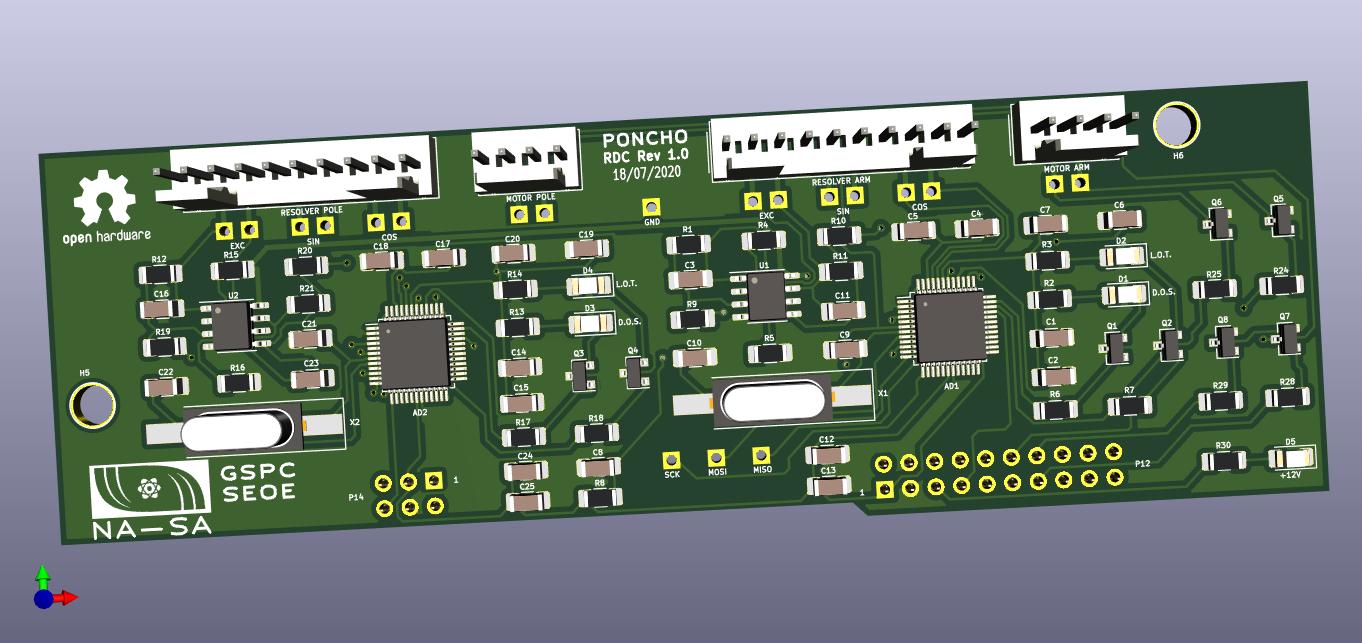 PONCHO
RDC Rev 1.0
18/07/2020
open hardware
H6
H5
RESOLVER POLE
EXC
SIN
COS
MOTOR POLE
GND
RESOLVER ARM
EXC
SIN
COS
MOTOR ARM
R12
R15
R20
C18
C17
C20
C19
R1
R4
R10
C5
C4
C7
C6
Q6
Q5
C16
U2
R21
R14
D4
L.O.T.
C3
U1
R11
R3
D2
L.O.T.
R19
C21
R13
D3
D.O.S.
R9
C11
R2
D1
D.O.S.
R25
R24
C22
R16
C23
C14
Q3
Q4
C10
R5
C9
C1
Q1
Q2
Q8
Q7
AD2
C15
AD1
C2
X2
R17
R18
X1
R6
R7
R29
R28
GSPC
SEOE
NA-SA
P14
1
C24
C8
C25
R8
SCK
MOSI
MISO
C12
C13
1
P12
R30
D5
+12V